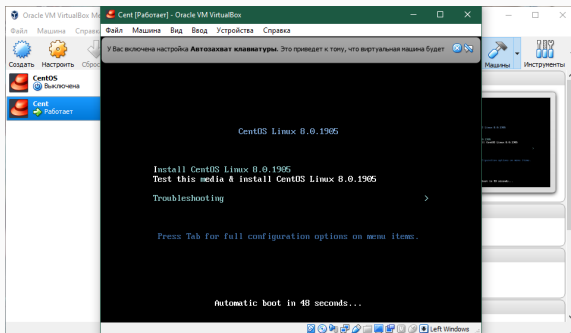 Oracle VM VirtualBox М
Cent [Работает] - Oracle VM VirtualBox
Файл Машина Справк
Файл Машина Вид Ввод Устройства Справка
У Вас включена настройка Автозахват клавиатуры. Это приведет к тому, что виртуальная машина будет
Создать Настроить Сброс
Машины Инструменты
CentOS
Выключена
Cent
Работает
CentOS Linux 8.0.1905
Install CentOS Linux 8.0.1905
Test this media & install CentOS Linux 8.0.1905
Troubleshooting >
Press Tab for full configuration options on menu items.
Automatic boot in 48 seconds...
Left Windows